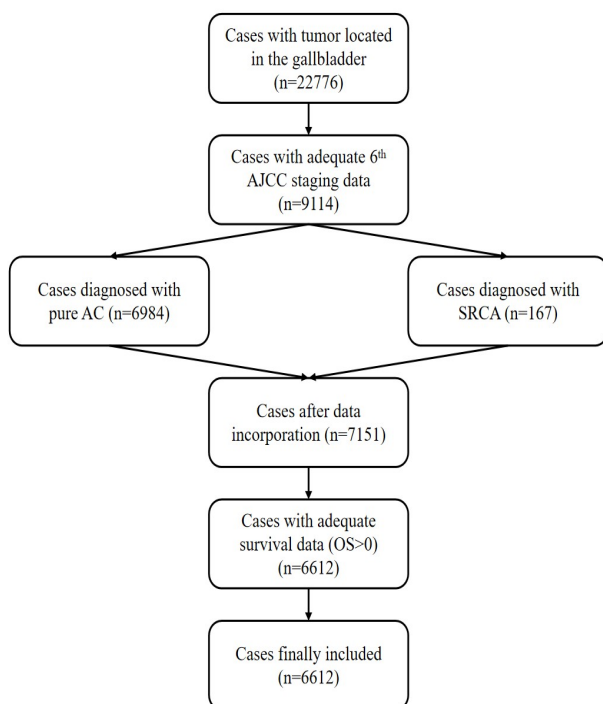 Cases with tumor located
in the gallbladder
(n=22776)
Cases with adequate 6th
AJCC staging data
(n=9114)
Cases diagnosed with
pure AC (n=6984)
Cases diagnosed with
SRCA (n=167)
Cases after data
incorporation (n=7151)
Cases with adequate
survival data (OS>0)
(n=6612)
Cases finally included
(n=6612)